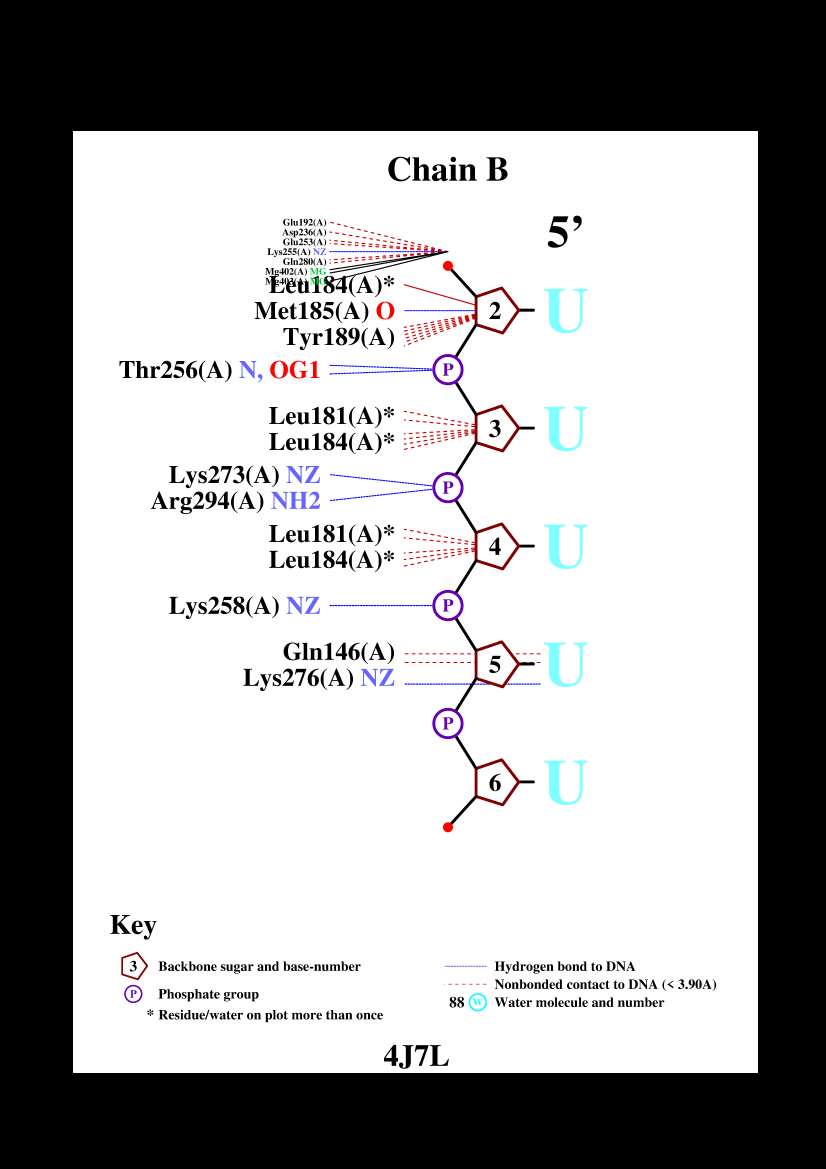 Chain B
5’
Glu192(A)
Asp236(A)
Glu253(A)
Lys255(A) NZ
Gln280(A)
Mg402(A) MG
Leu184(A)*
Met185(A) O
2 U
Tyr189(A)
Thr256(A) N, OG1
P
Leu181(A)*
3 U
Leu184(A)*
Lys273(A) NZ
P
Arg294(A) NH2
Leu181(A)*
4 U
Leu184(A)*
Lys258(A) NZ
P
Gln146(A)
5 U
Lys276(A) NZ
P
6 U
Key
3 Backbone sugar and base-number
P Phosphate group
* Residue/water on plot more than once
Hydrogen bond to DNA
Nonbonded contact to DNA (< 3.90A)
88 W Water molecule and number
4J7L